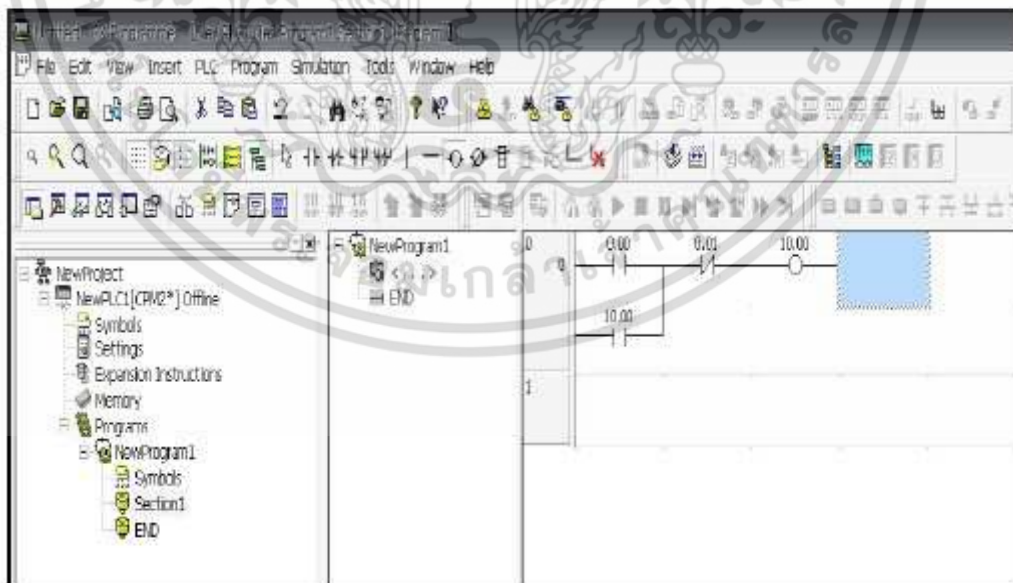 File Edit View Insert PLC Program Simulation Tools Window Help
NewProject
NewPLC1[CPM2*] Offline
Symbols
Settings
Expansion Instructions
Memory
Programs
NewProgram1
Symbols
Section1
END
NewProgram1
END
0
0
0.00
0.01
10.00
10.00
1